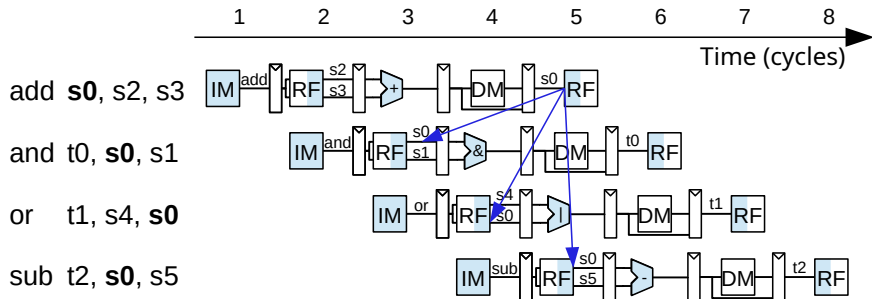 1 2 3 4 5 6 7 8
Time (cycles)
add s0, s2, s3 IM add RF s2 s3 + DM s0 RF
and t0, s0, s1 IM and RF s0 s1 & DM t0 RF
or t1, s4, s0 IM or RF s4 s0 | DM t1 RF
sub t2, s0, s5 IM sub RF s0 s5 - DM t2 RF